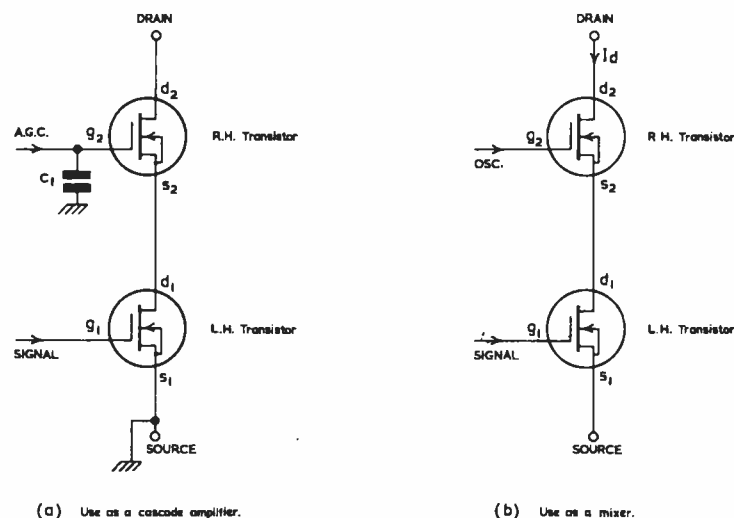 DRAIN
d2
A.G.C.
g2
R.H. Transistor
C1
s2
d1
g1
L.H. Transistor
SIGNAL
s1
SOURCE
(a) Use as a cascade amplifier.
DRAIN
Id
d2
g2
R H. Transistor
OSC.
s2
d1
g1
L.H. Transistor
SIGNAL
s1
SOURCE
(b) Use as a mixer.